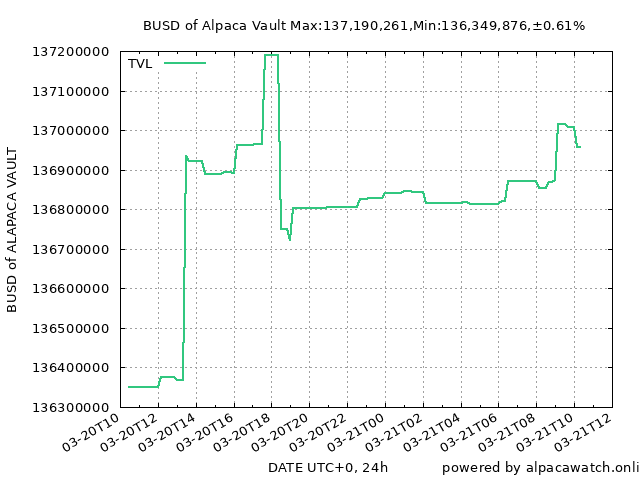 BUSD of Alpaca Vault Max:137,190,261,Min:136,349,876,±0.61%
TVL
137200000
137100000
137000000
136900000
136800000
136700000
136600000
136500000
136400000
136300000
BUSD of ALAPACA VAULT
03-20T10
03-20T12
03-20T14
03-20T16
03-20T18
03-20T20
03-20T22
03-21T00
03-21T02
03-21T04
03-21T06
03-21T08
03-21T10
03-21T12
DATE UTC+0, 24h
powered by alpacawatch.onli